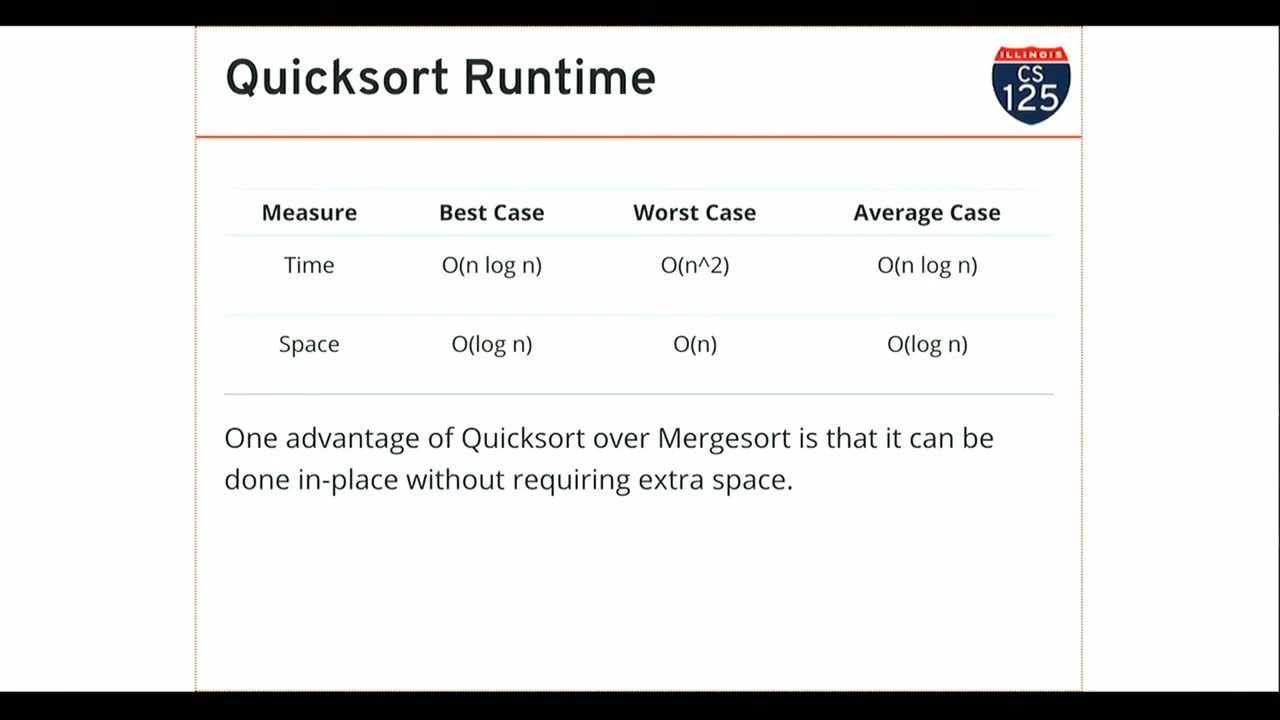 Quicksort Runtime
ILLINOIS
CS
125
Measure Best Case Worst Case Average Case
Time O(n log n) O(n^2) O(n log n)
Space O(log n) O(n) O(log n)
One advantage of Quicksort over Mergesort is that it can be
done in-place without requiring extra space.